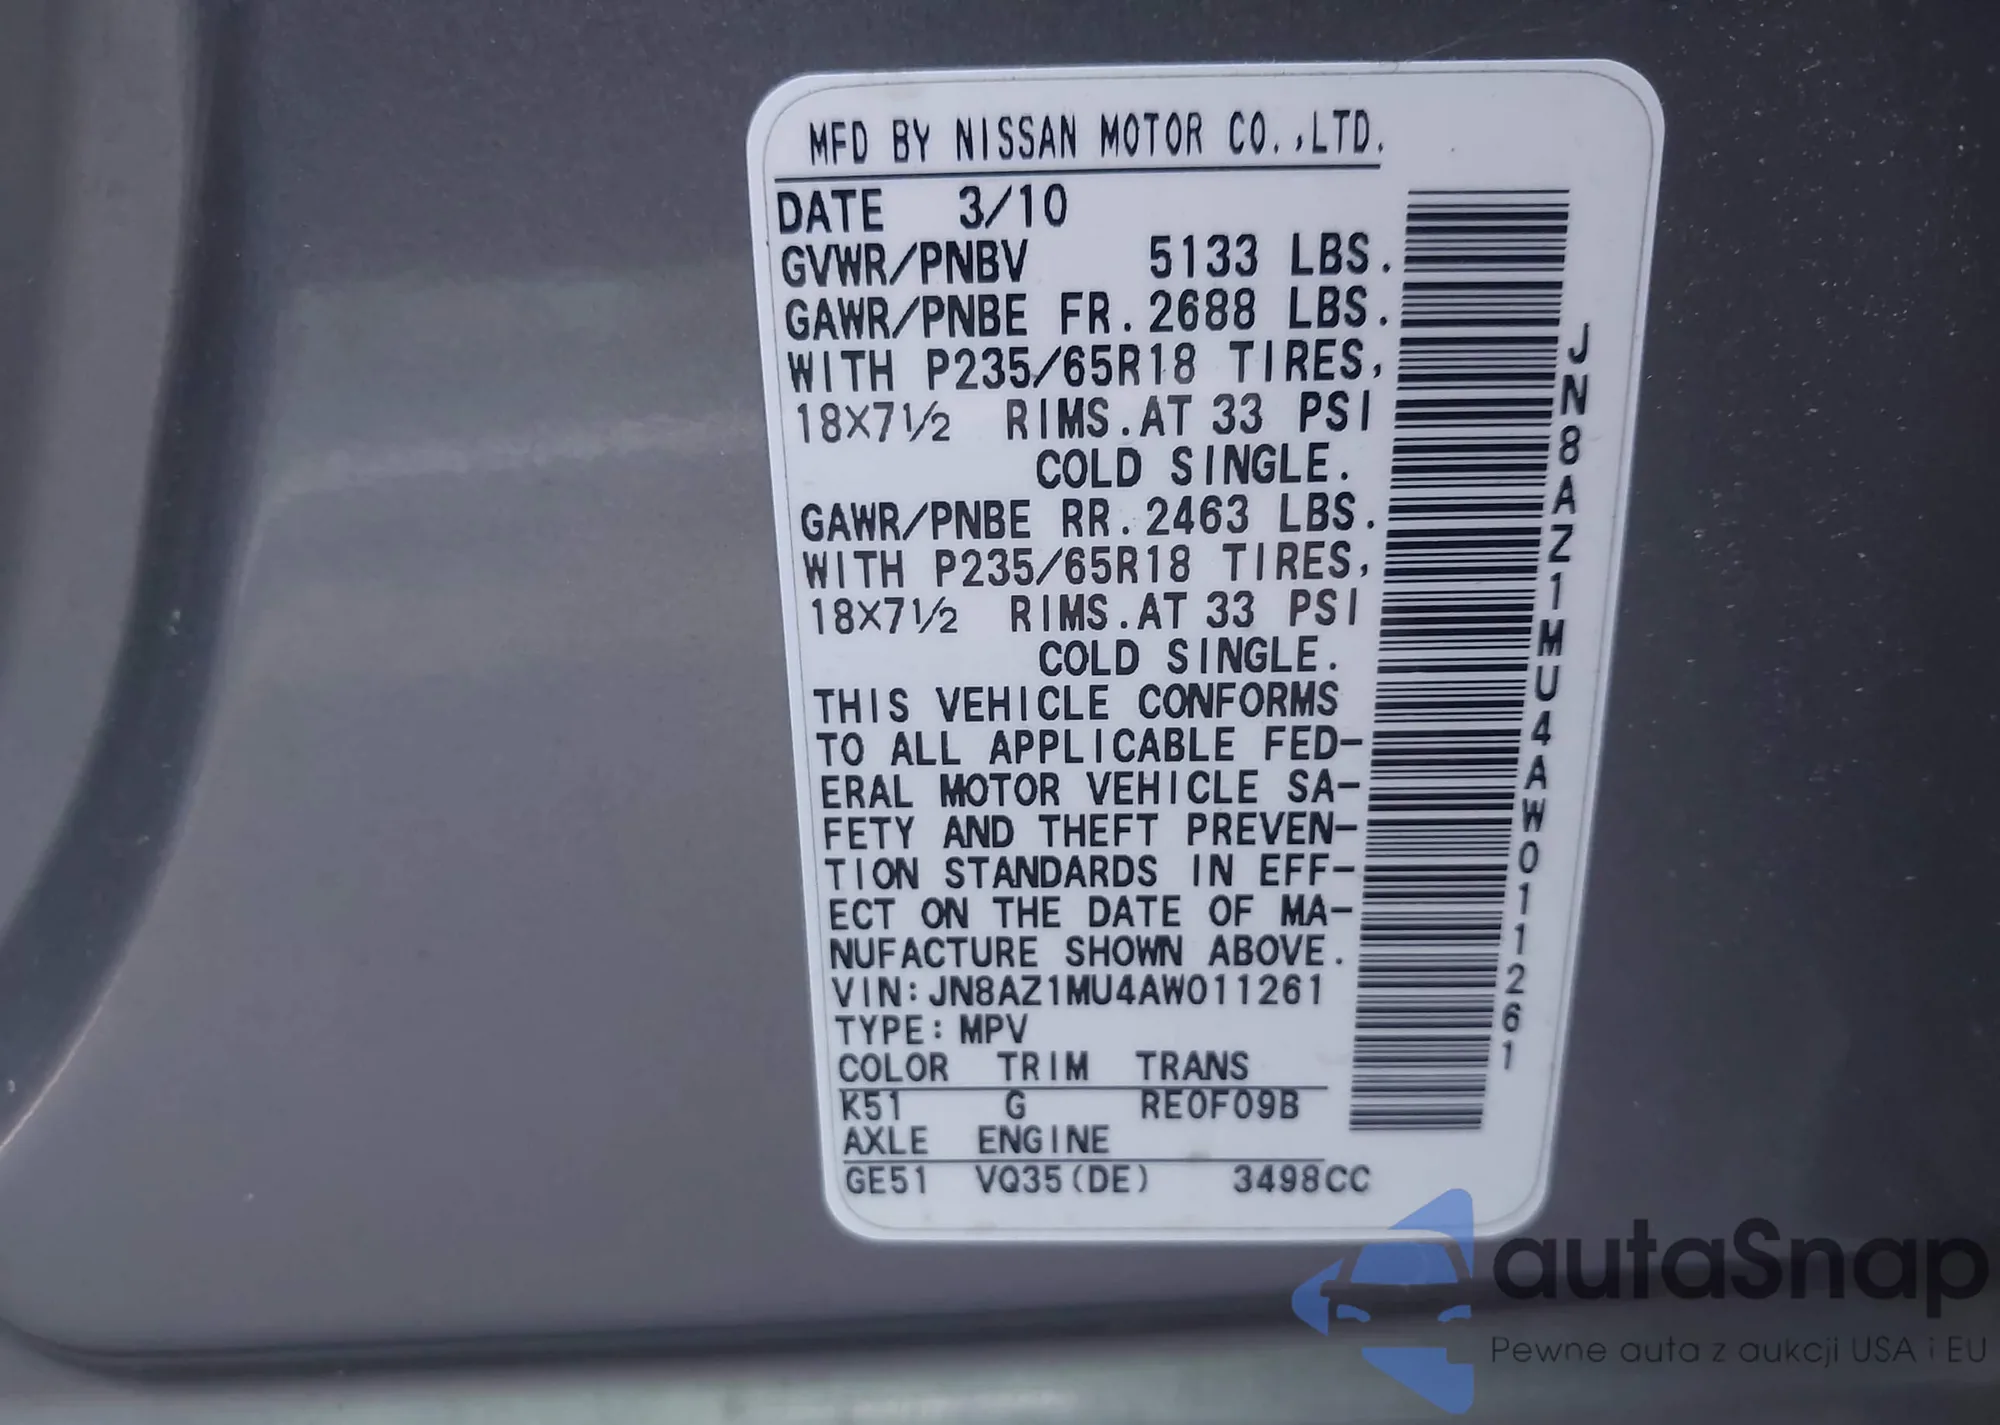 MFD BY NISSAN MOTOR CO.,LTD.
DATE 3/10
GVWR/PNBV 5133 LBS.
GAWR/PNBE FR.2688 LBS.
WITH P235/65R18 TIRES,
18X7½ RIMS.AT 33 PSI
COLD SINGLE.
GAWR/PNBE RR.2463 LBS.
WITH P235/65R18 TIRES,
18X7½ RIMS.AT 33 PSI
COLD SINGLE.
THIS VEHICLE CONFORMS
TO ALL APPLICABLE FED-
ERAL MOTOR VEHICLE SA-
FETY AND THEFT PREVEN-
TION STANDARDS IN EFF-
ECT ON THE DATE OF MA-
NUFACTURE SHOWN ABOVE.
VIN:JN8AZ1MU4AW011261
TYPE:MPV
COLOR TRIM TRANS
K51 G RE0F09B
AXLE ENGINE
GE51 VQ35(DE) 3498CC
JN8AZ1MU4AW011261
autaSnap
Pewne auta z aukcji USA i EU